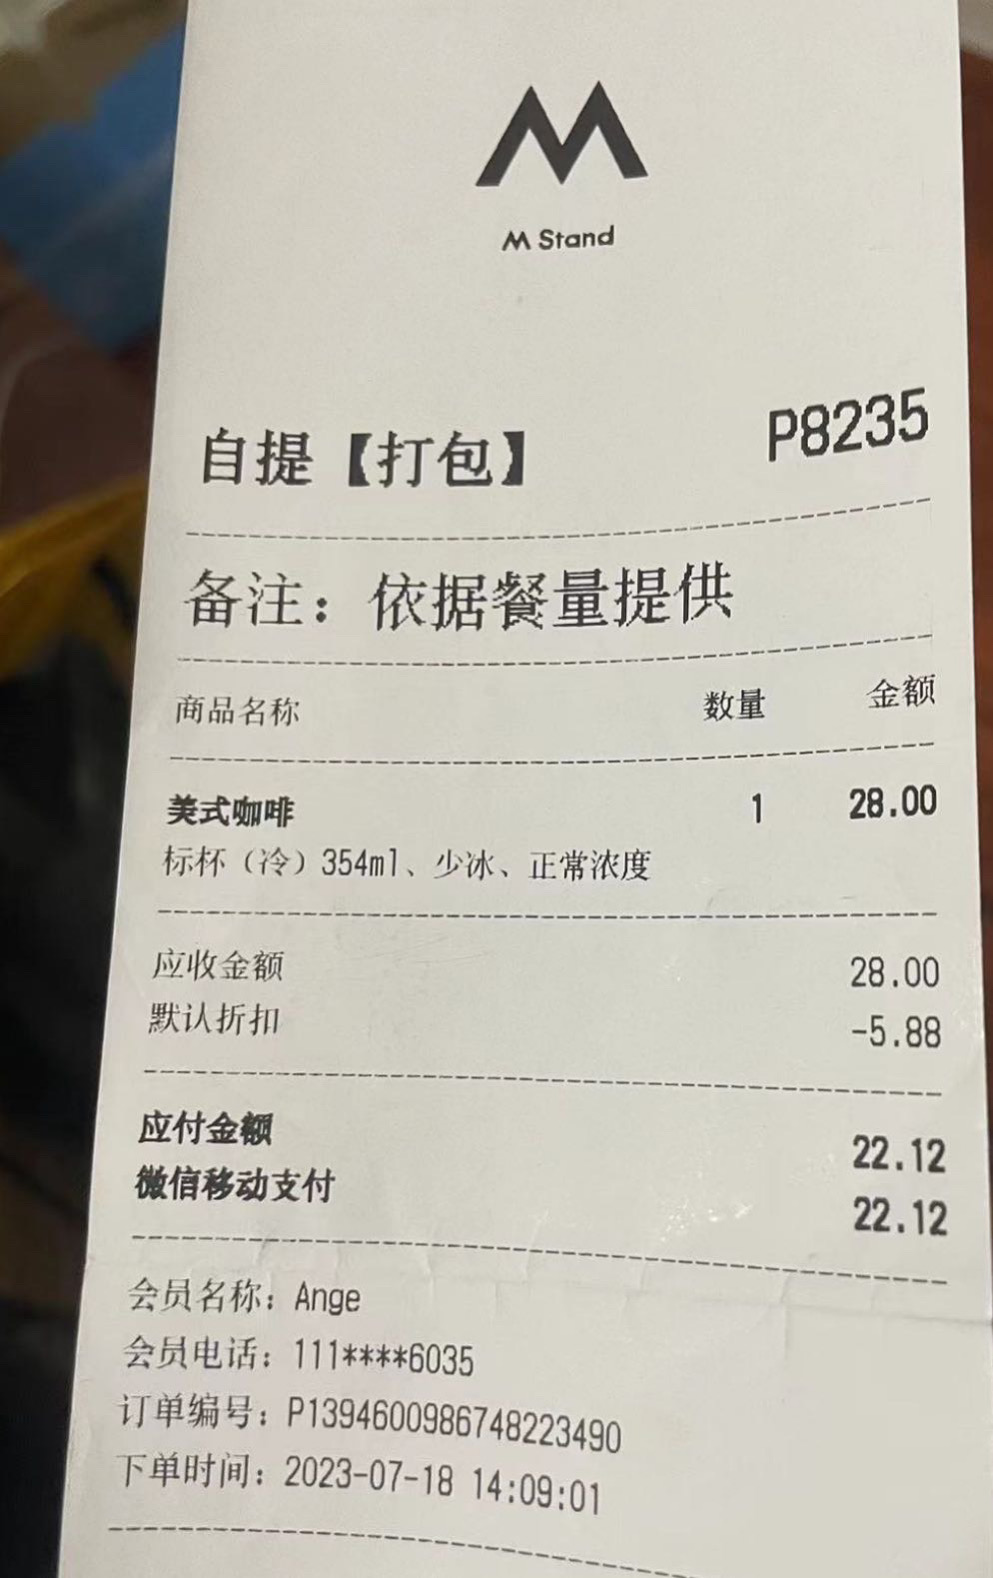 M Stand
自提【打包】 P8235
备注：依据餐量提供
商品名称 数量 金额
美式咖啡 1 28.00
标杯（冷）354ml、少冰、正常浓度
应收金额 28.00
默认折扣 -5.88
应付金额 22.12
微信移动支付 22.12
会员名称：Ange
会员电话：111****6035
订单编号：P1394600986748223490
下单时间：2023-07-18 14:09:01